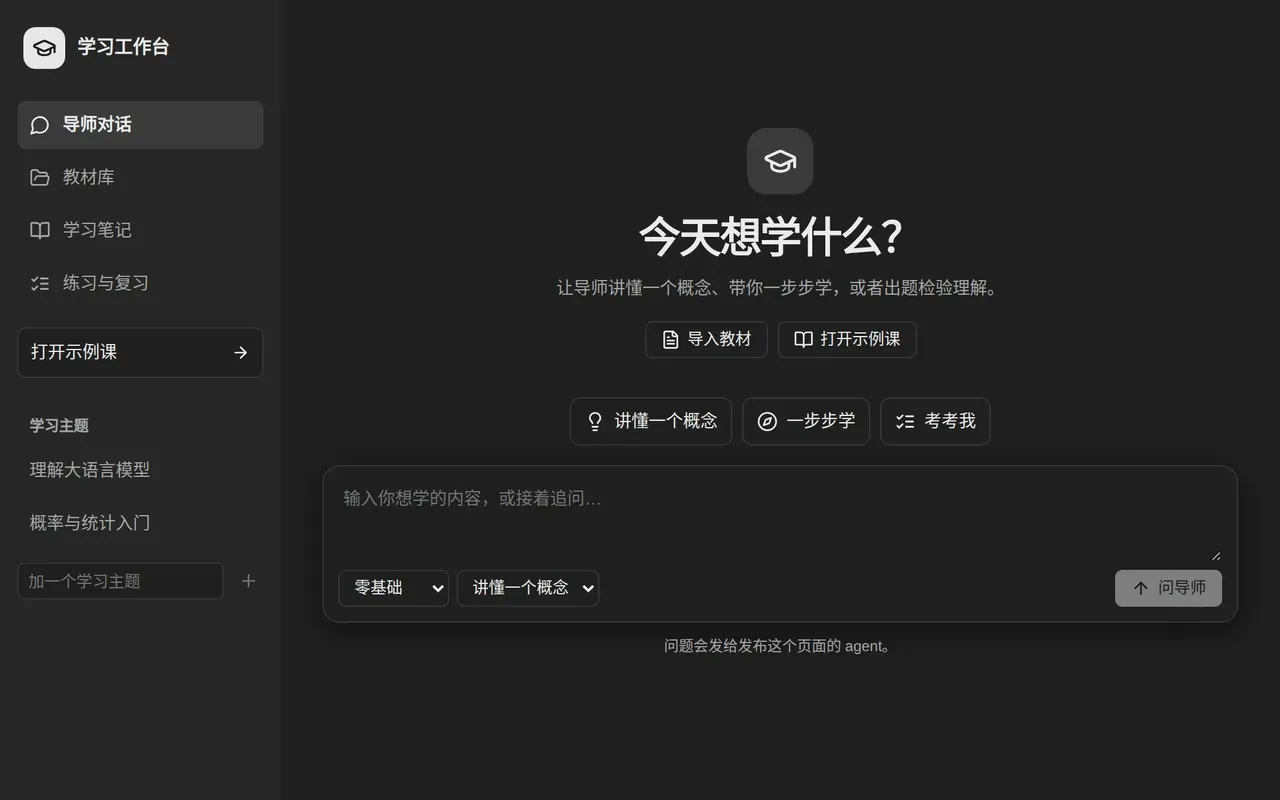 学习工作台
导师对话
教材库
学习笔记
练习与复习
打开示例课
学习主题
理解大语言模型
概率与统计入门
加一个学习主题
今天想学什么？
让导师讲懂一个概念、带你一步步学，或者出题检验理解。
导入教材
打开示例课
讲懂一个概念
一步步学
考考我
输入你想学的内容，或接着追问…
零基础
讲懂一个概念
问导师
问题会发给发布这个页面的 agent。